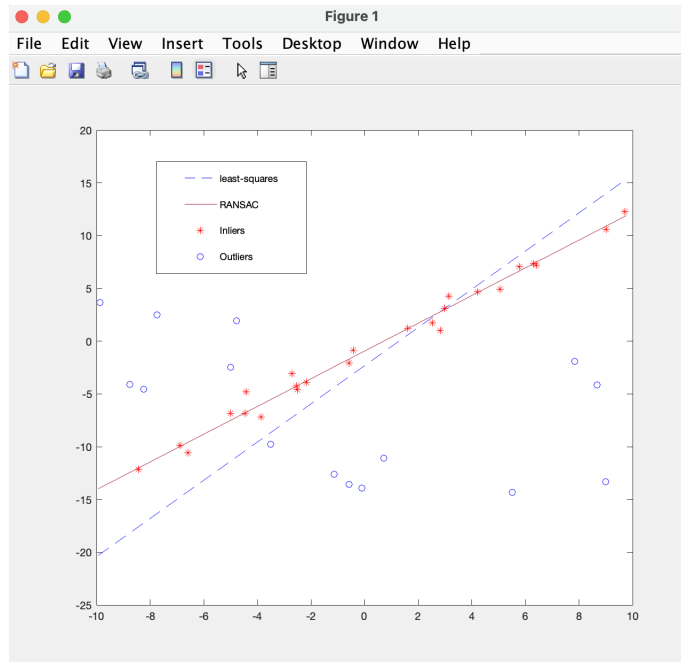 Figure 1
File Edit View Insert Tools Desktop Window Help
20
15
10
5
0
-5
-10
-15
-20
-25
least-squares
RANSAC
Inliers
Outliers
-10 -8 -6 -4 -2 0 2 4 6 8 10